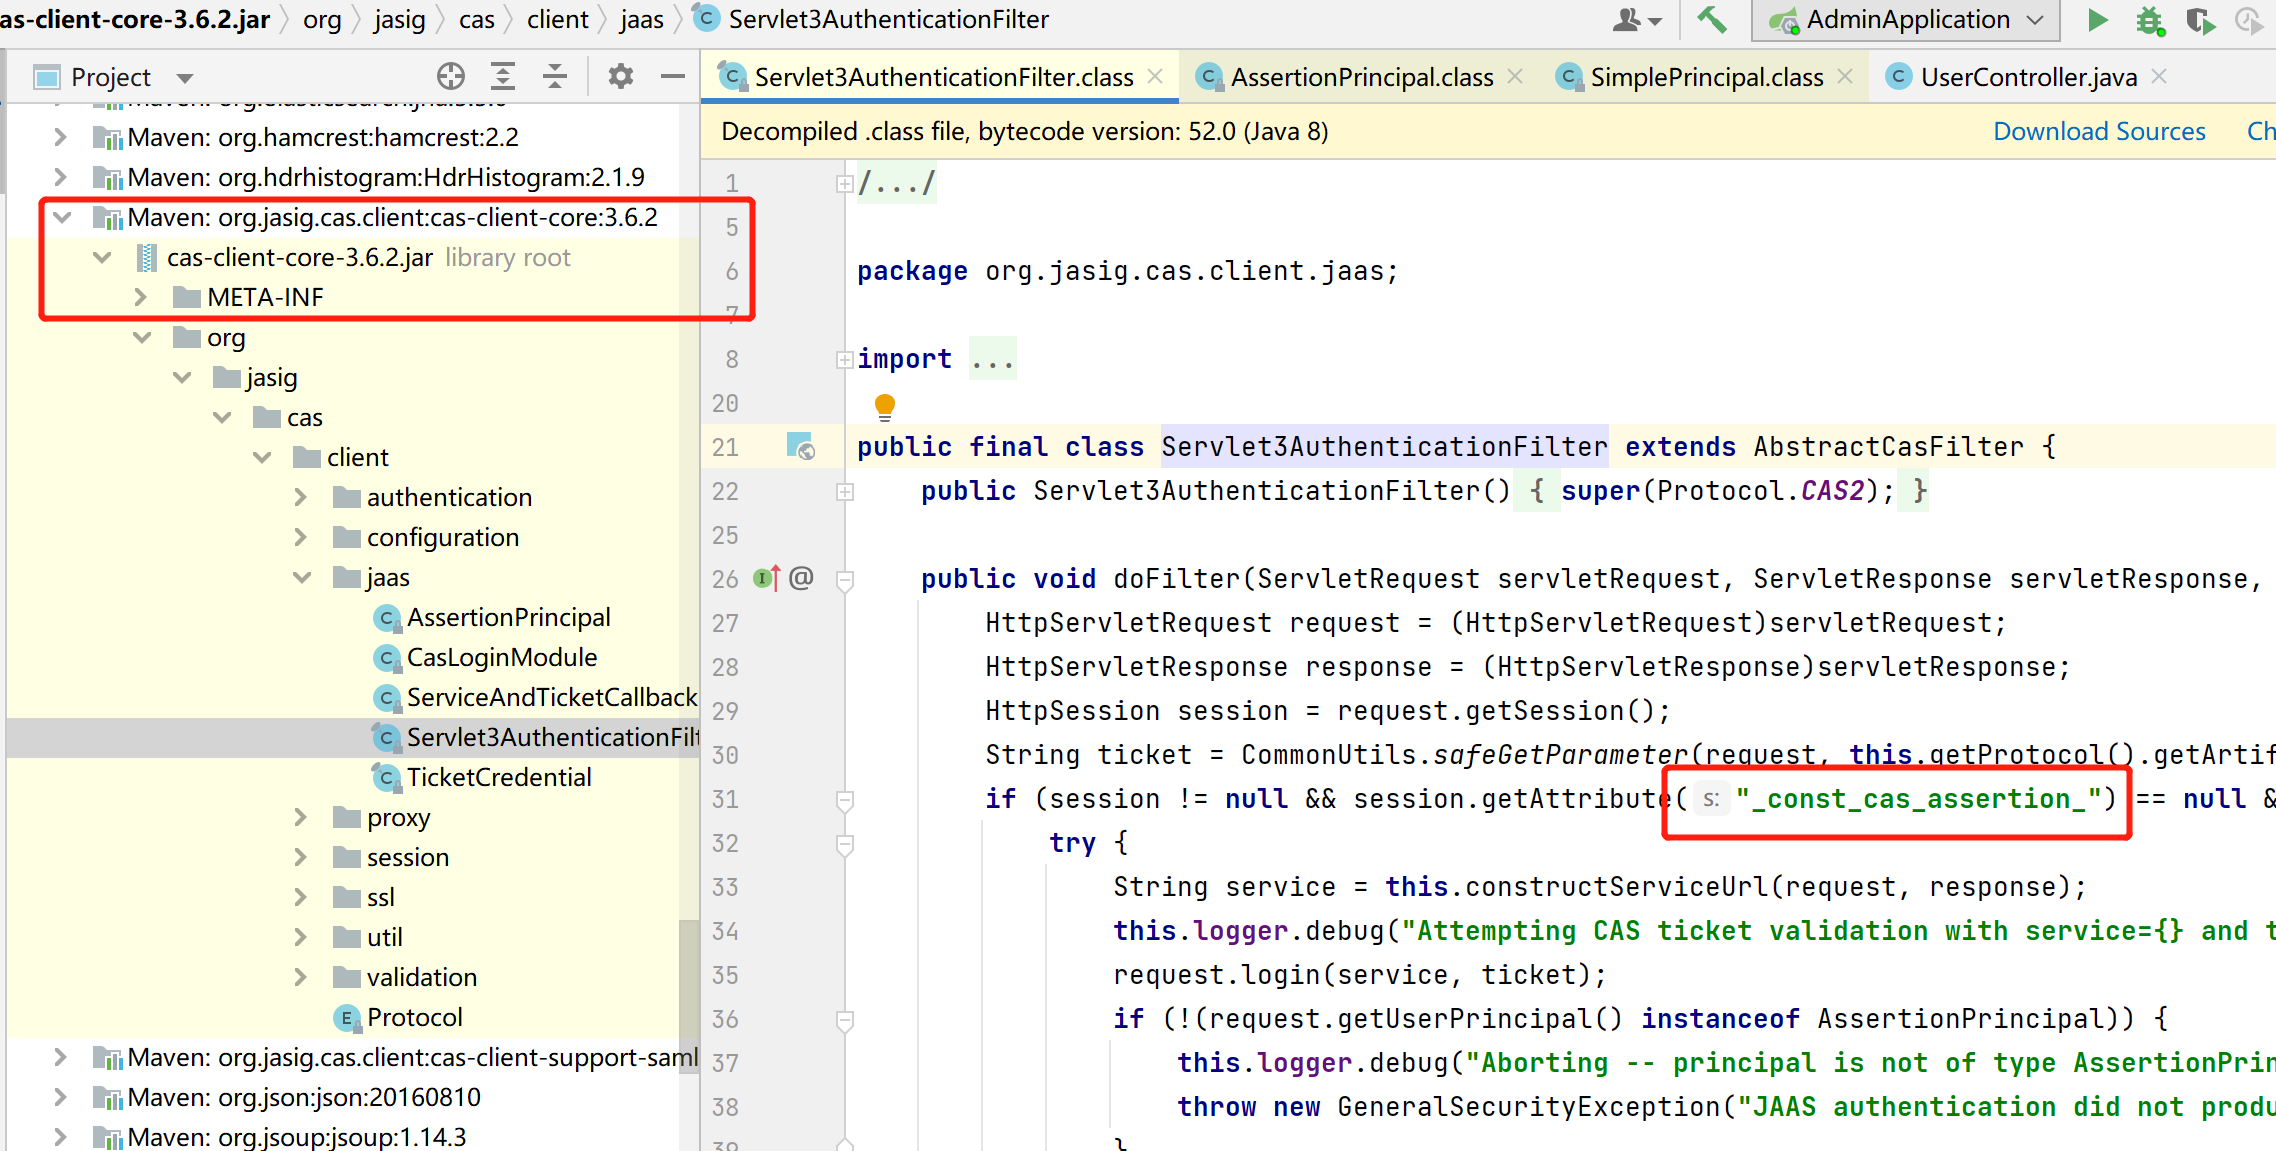 as-client-core-3.6.2.jar org jasig cas client jaas Servlet3AuthenticationFilter AdminApplication
Project
Servlet3AuthenticationFilter.class AssertionPrincipal.class SimplePrincipal.class UserController.java
Decompiled .class file, bytecode version: 52.0 (Java 8) Download Sources Ch
Maven: org.hamcrest:hamcrest:2.2
Maven: org.hdrhistogram:HdrHistogram:2.1.9
Maven: org.jasig.cas.client:cas-client-core:3.6.2
cas-client-core-3.6.2.jar library root
META-INF
org
jasig
cas
client
authentication
configuration
jaas
AssertionPrincipal
CasLoginModule
ServiceAndTicketCallback
Servlet3AuthenticationFilt
TicketCredential
proxy
session
ssl
util
validation
Protocol
Maven: org.jasig.cas.client:cas-client-support-saml
Maven: org.json:json:20160810
Maven: org.jsoup:jsoup:1.14.3
1 /.../
5
6 package org.jasig.cas.client.jaas;
7
8 import ...
20
21 public final class Servlet3AuthenticationFilter extends AbstractCasFilter {
22 public Servlet3AuthenticationFilter() { super(Protocol.CAS2); }
25
26 @ public void doFilter(ServletRequest servletRequest, ServletResponse servletResponse,
27 HttpServletRequest request = (HttpServletRequest)servletRequest;
28 HttpServletResponse response = (HttpServletResponse)servletResponse;
29 HttpSession session = request.getSession();
30 String ticket = CommonUtils.safeGetParameter(request, this.getProtocol().getArtif
31 if (session != null && session.getAttribute( s: "_const_cas_assertion_") == null &
32 try {
33 String service = this.constructServiceUrl(request, response);
34 this.logger.debug("Attempting CAS ticket validation with service={} and t
35 request.login(service, ticket);
36 if (!(request.getUserPrincipal() instanceof AssertionPrincipal)) {
37 this.logger.debug("Aborting -- principal is not of type AssertionPrin
38 throw new GeneralSecurityException("JAAS authentication did not produ
39 }